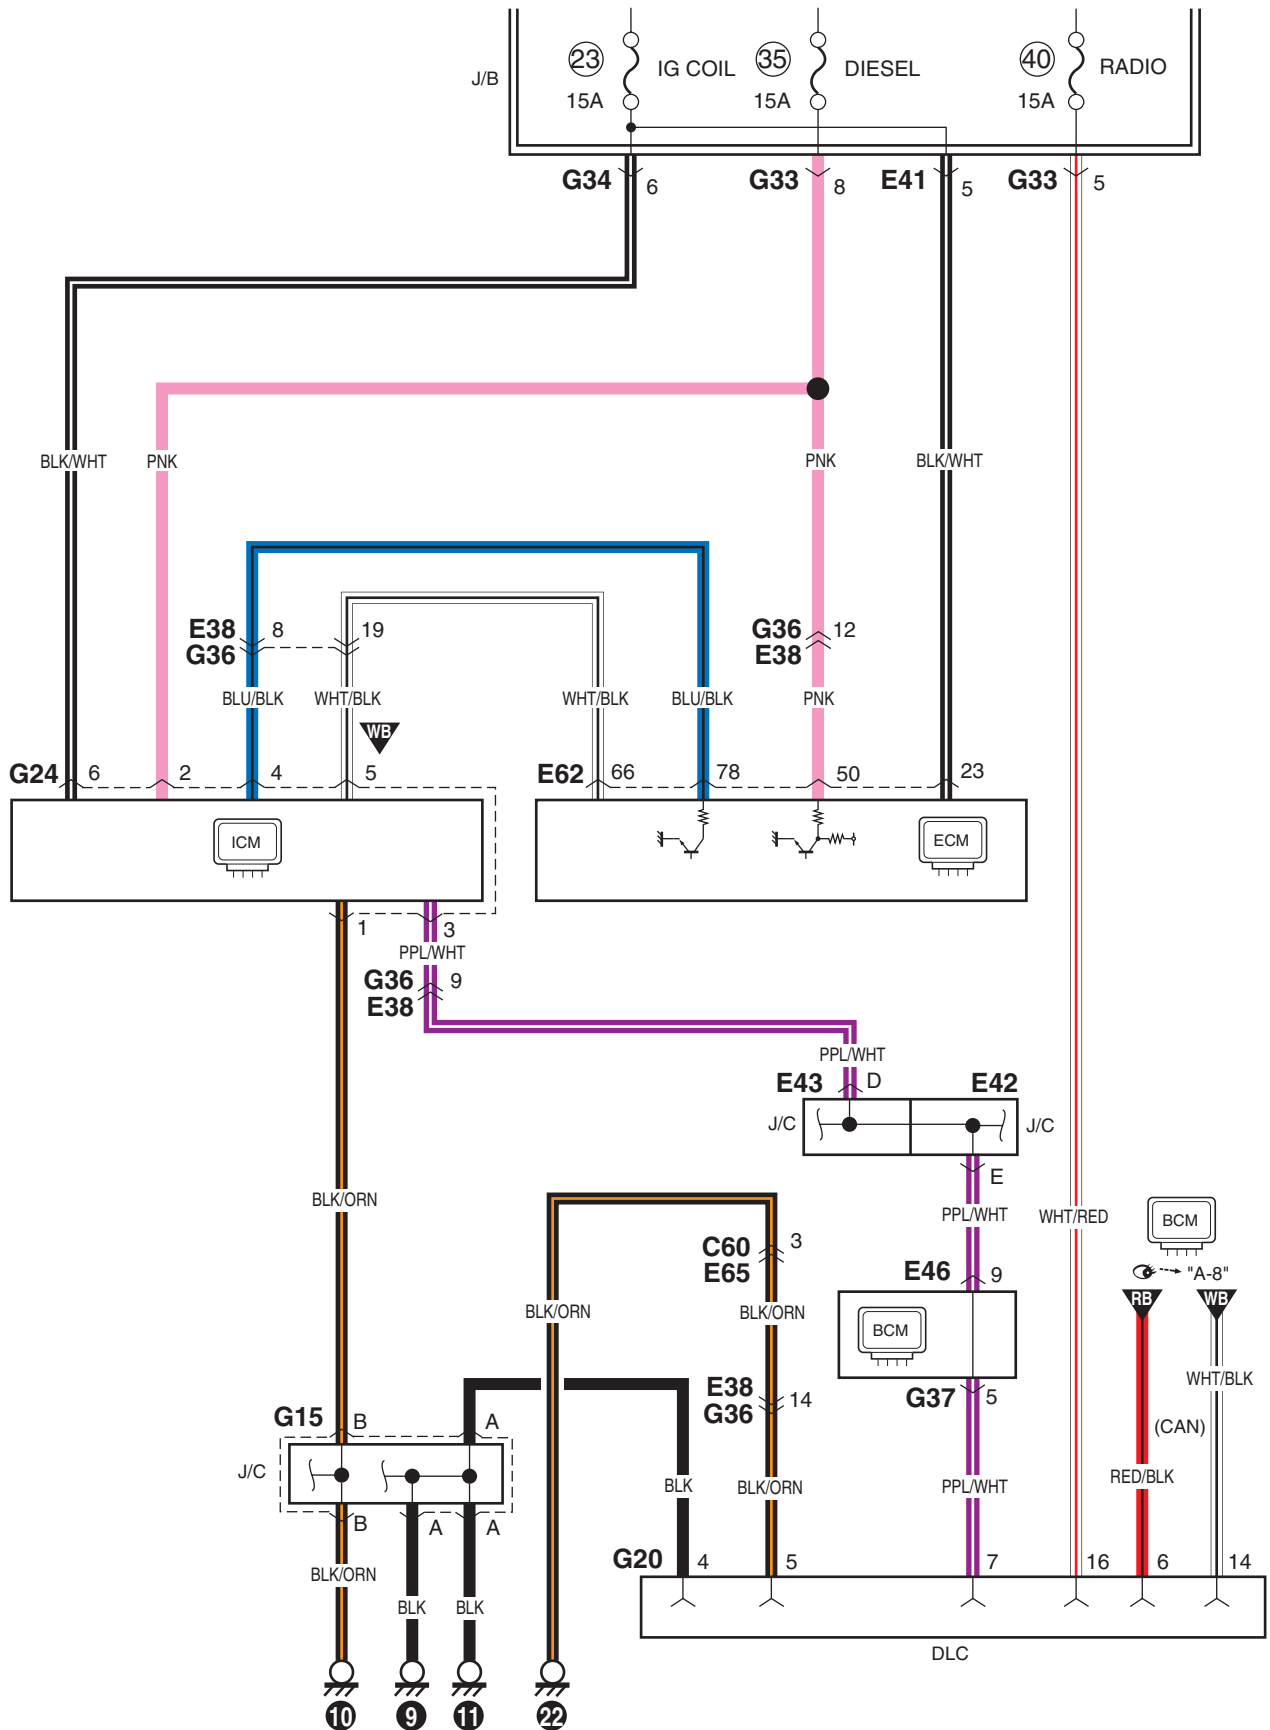 23 IG COIL 35 DIESEL 40 RADIO
J/B
15A 15A 15A
G34 6 G33 8 E41 5 G33 5
BLK/WHT PNK PNK BLK/WHT
E38 8 19 G36 12
G36 E38
BLU/BLK WHT/BLK WHT/BLK BLU/BLK PNK
WB
G24 6 2 4 5 E62 66 78 50 23
ICM ECM
1 3
PPL/WHT
G36 9
E38
PPL/WHT
E43 D E42
J/C J/C
E
BLK/ORN PPL/WHT WHT/RED BCM
C60 3
E65 E46 9 "A-8"
RB WB
BLK/ORN BLK/ORN BCM
WHT/BLK
E38 14 G37 5
G36
G15 B A (CAN)
J/C
BLK BLK/ORN PPL/WHT RED/BLK
B A A
G20 4 5 7 16 6 14
BLK/ORN
BLK BLK
DLC
10 9 11 22